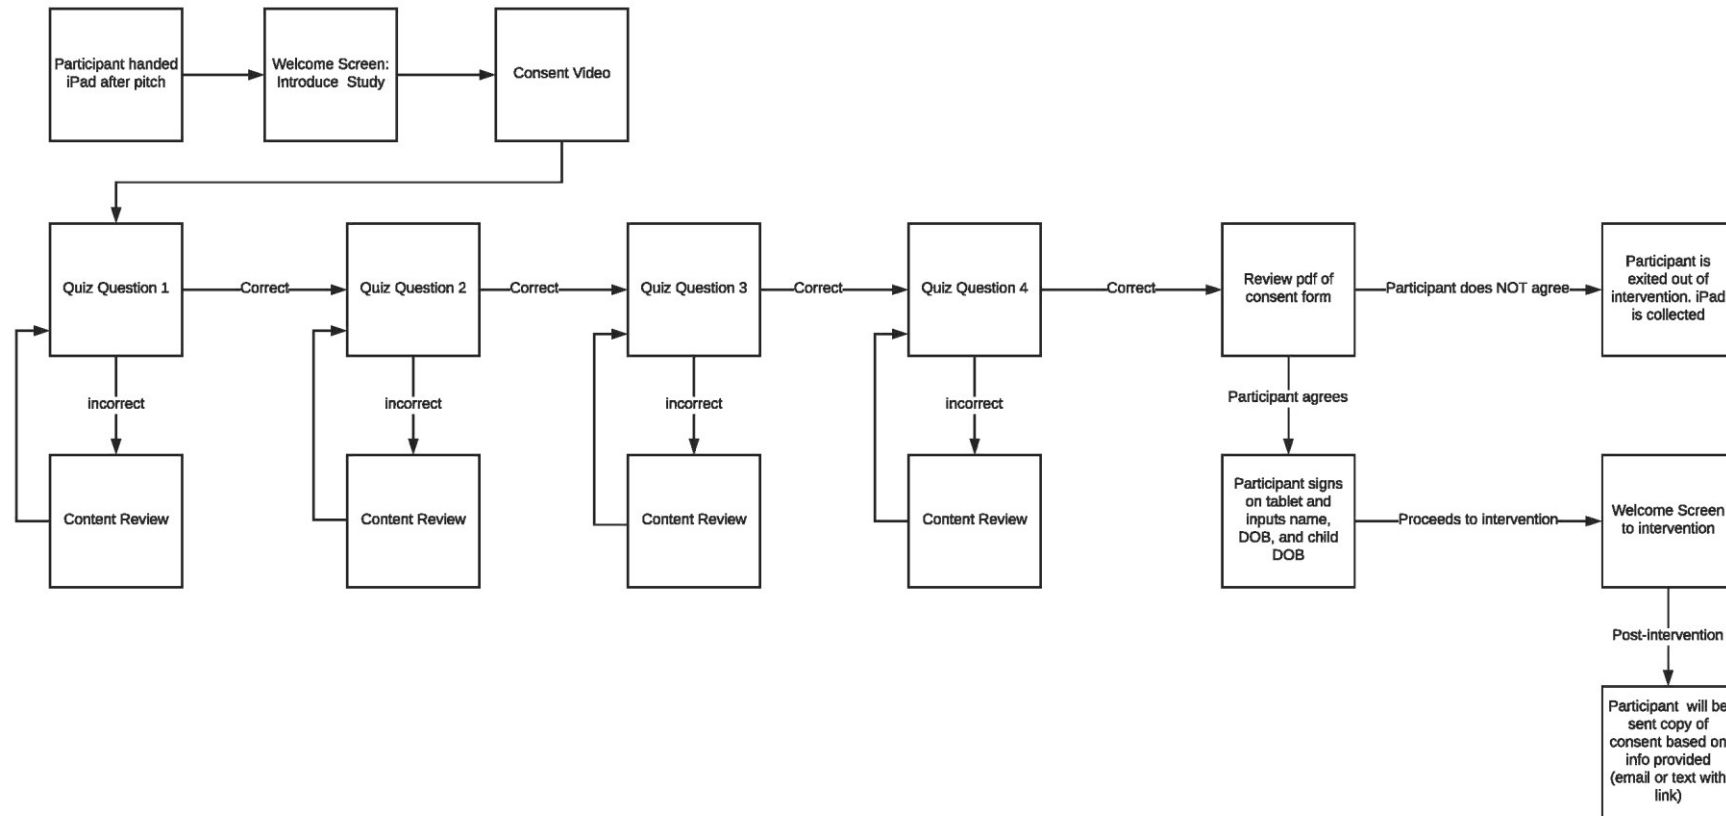 Participant handed
iPad after pitch
Welcome Screen:
Introduce Study
Consent Video
Quiz Question 1
Correct
Quiz Question 2
Correct
Quiz Question 3
Correct
Quiz Question 4
Correct
Review pdf of
consent form
Participant does NOT agree
Participant is
exited out of
intervention. iPad
is collected
incorrect
incorrect
incorrect
incorrect
Participant agrees
Content Review
Content Review
Content Review
Content Review
Participant signs
on tablet and
inputs name,
DOB, and child
DOB
Proceeds to intervention
Welcome Screen
to intervention
Post-intervention
Participant will be
sent copy of
consent based on
info provided
(email or text with
link)